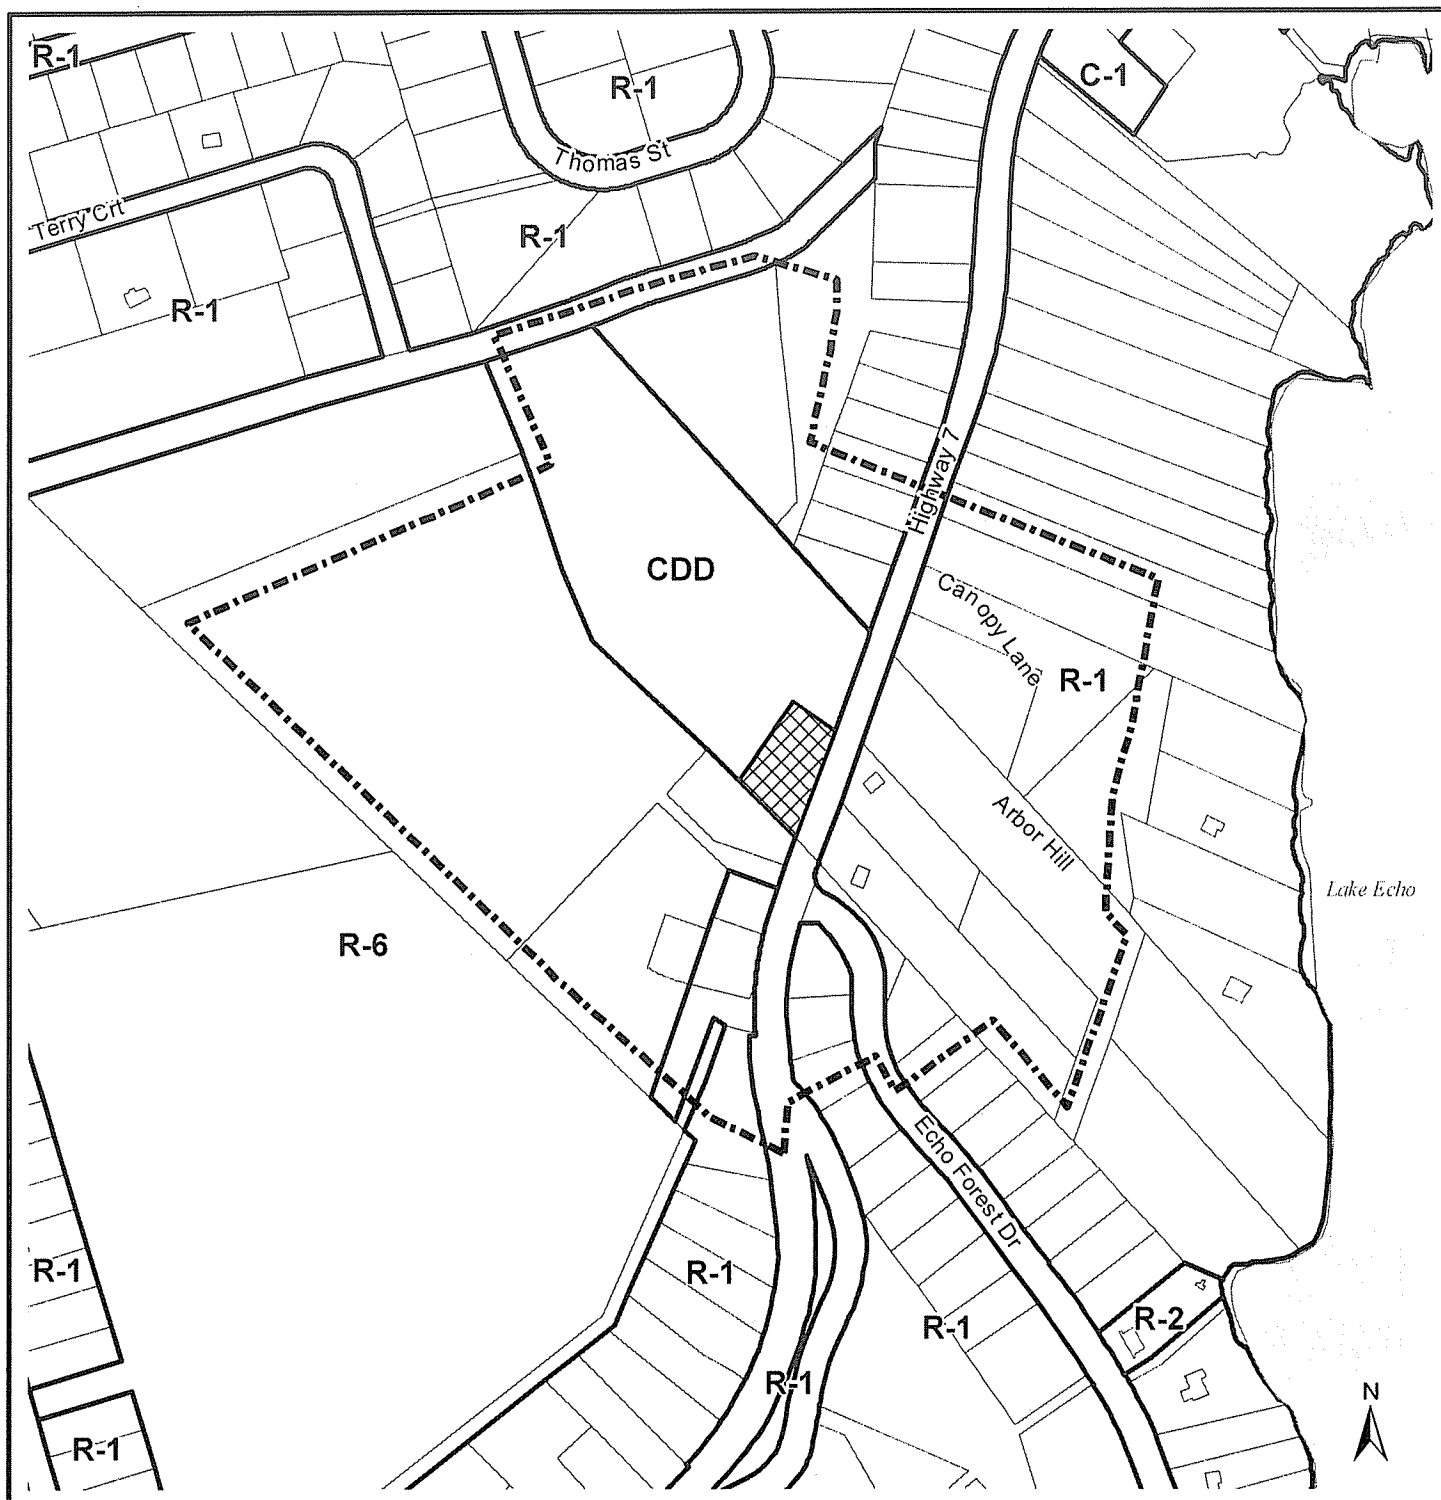 R-1
C-1
R-1
Thomas St
Terry Crt
R-1
R-1
Highway 7
CDD
Canopy Lane
R-1
Arbor Hill
Lake Echo
R-6
Echo Forest Dr
R-1
R-1
R-1
R-2
R-1
N
R-1